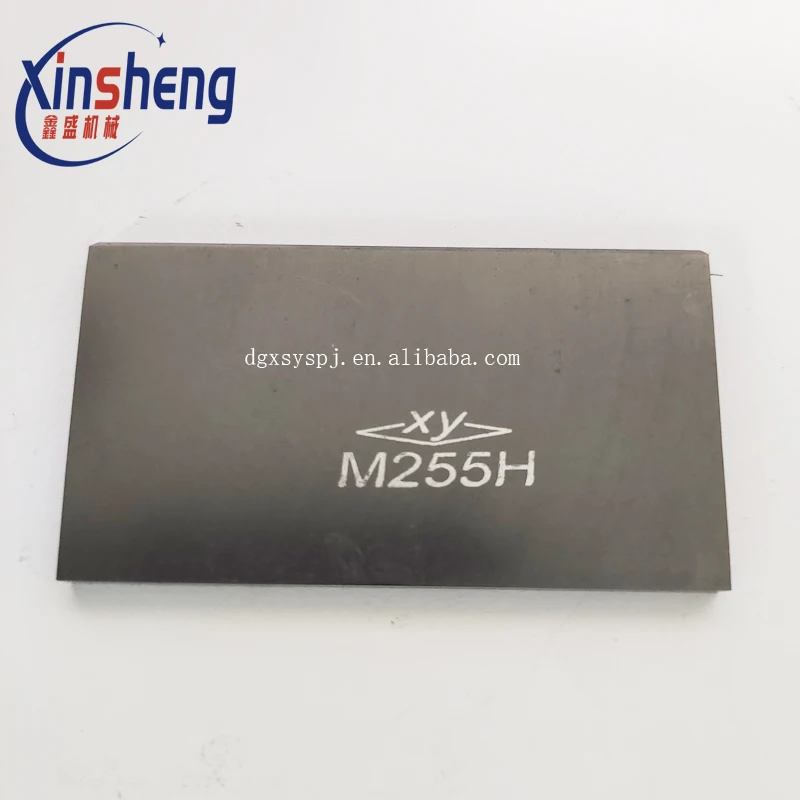 Xinsheng
鑫盛机械
dgxsyspj.en.alibaba.com
xy
M255H